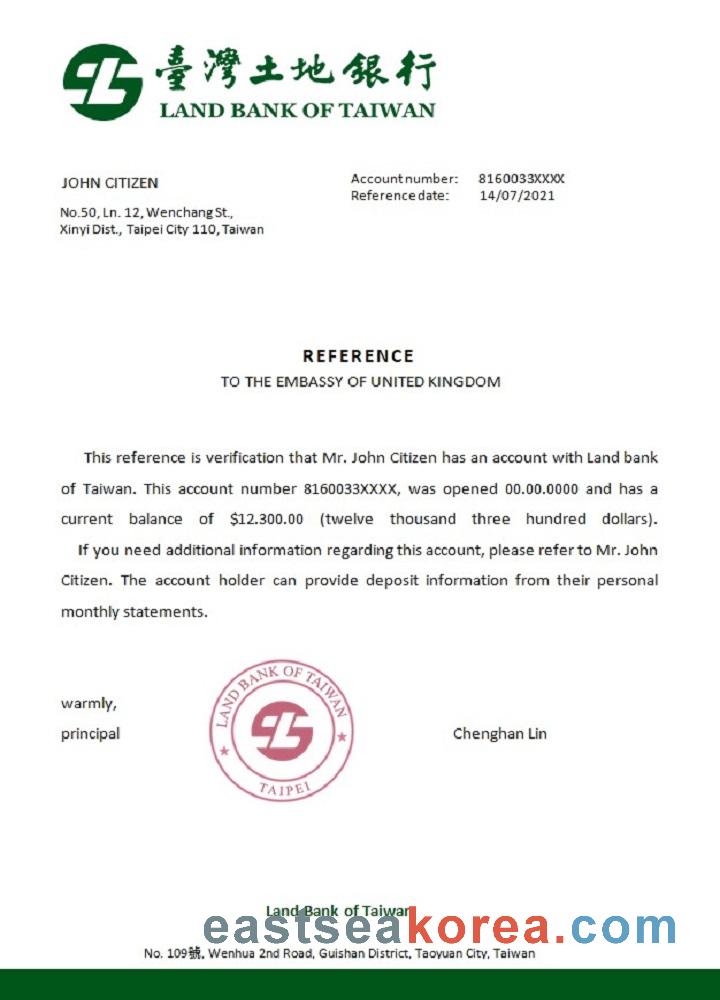 臺灣土地銀行
LAND BANK OF TAIWAN
JOHN CITIZEN
Account number: 8160033XXXX
Reference date: 14/07/2021
No.50, Ln. 12, Wenchang St.,
Xinyi Dist., Taipei City 110, Taiwan
REFERENCE
TO THE EMBASSY OF UNITED KINGDOM
This reference is verification that Mr. John Citizen has an account with Land bank
of Taiwan. This account number 8160033XXXX, was opened 00.00.0000 and has a
current balance of $12.300.00 (twelve thousand three hundred dollars).
If you need additional information regarding this account, please refer to Mr. John
Citizen. The account holder can provide deposit information from their personal
monthly statements.
LAND BANK OF TAIWAN
TAIPEI
warmly,
principal
Chenghan Lin
Land Bank of Taiwan
eastseakorea.com
No. 109號, Wenhua 2nd Road, Guishan District, Taoyuan City, Taiwan